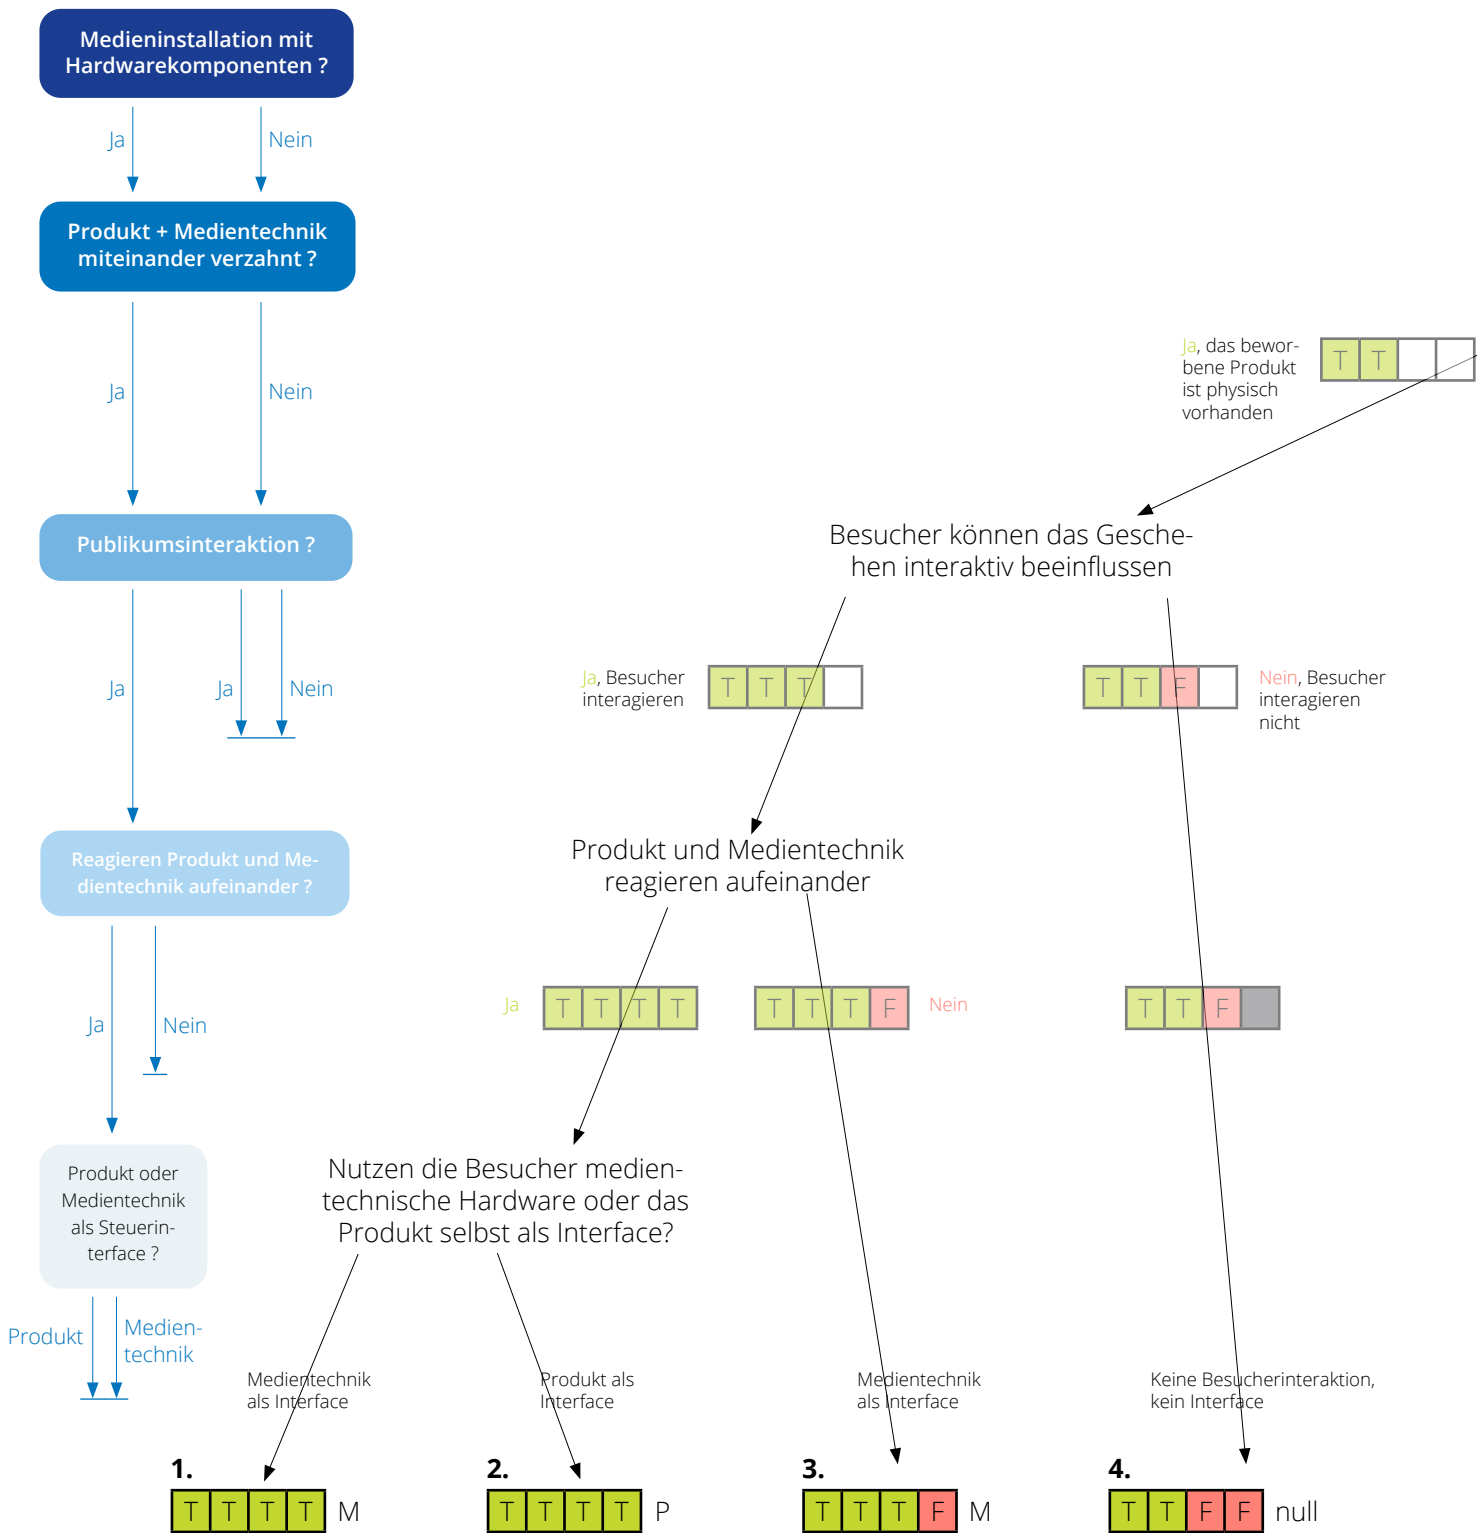 Medieninstallation mit
Hardwarekomponenten ?
Ja
Nein
Produkt + Medientechnik
miteinander verzahnt ?
Ja
Nein
Publikumsinteraktion ?
Ja
Ja
Nein
Reagieren Produkt und Me-
dientechnik aufeinander ?
Ja
Nein
Produkt oder
Medientechnik
als Steuerin-
terface ?
Produkt
Medien-
technik
Ja, das bewor-
bene Produkt
ist physisch
vorhanden
T T
Besucher können das Gesche-
hen interaktiv beeinflussen
Ja, Besucher
interagieren
T T T
T T F
Nein, Besucher
interagieren
nicht
Produkt und Medientechnik
reagieren aufeinander
Ja
T T T T
T T T F
Nein
T T F
Nutzen die Besucher medien-
technische Hardware oder das
Produkt selbst als Interface?
Medientechnik
als Interface
Produkt als
Interface
Medientechnik
als Interface
Keine Besucherinteraktion,
kein Interface
1.
T T T T M
2.
T T T T P
3.
T T T F M
4.
T T F F null